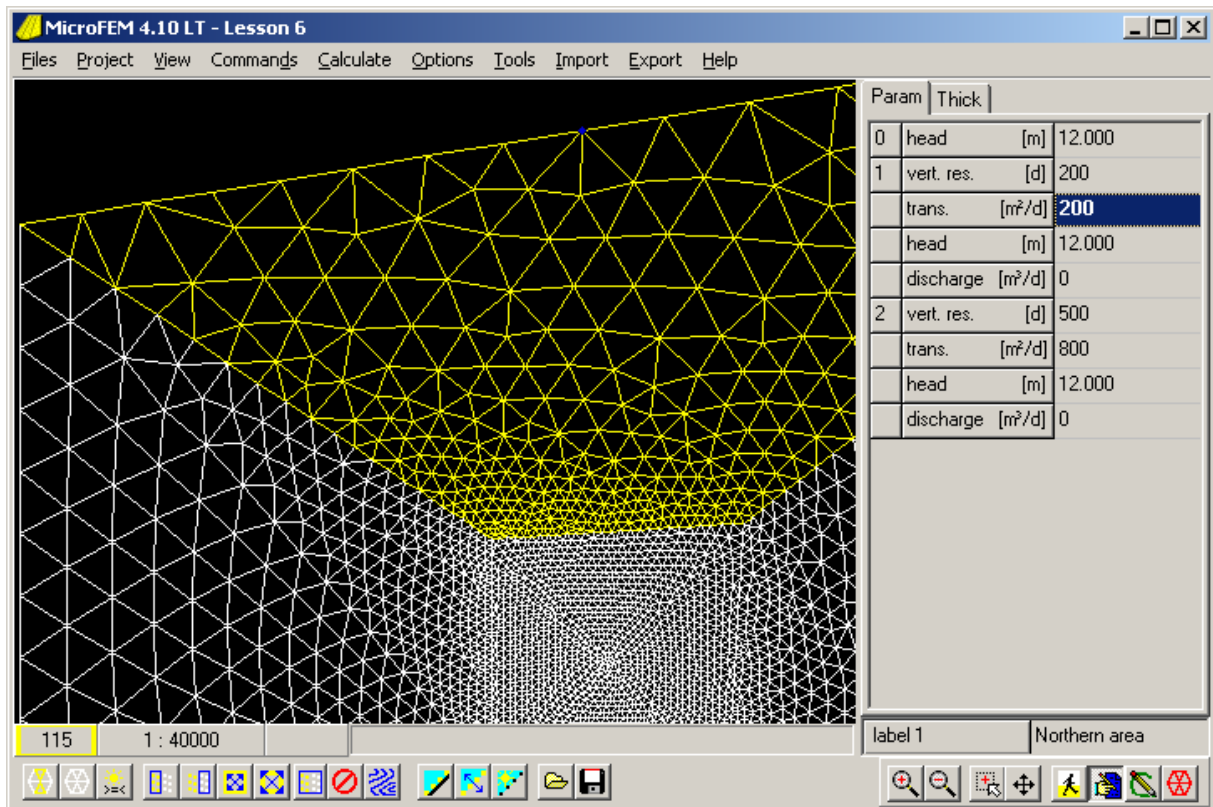 MicroFEM 4.10 LT - Lesson 6
Files Project View Commands Calculate Options Tools Import Export Help
Param Thick
0 head [m] 12.000
1 vert. res. [d] 200
trans. [m²/d] 200
head [m] 12.000
discharge [m³/d] 0
2 vert. res. [d] 500
trans. [m²/d] 800
head [m] 12.000
discharge [m³/d] 0
115 1 : 40000
label 1 Northern area